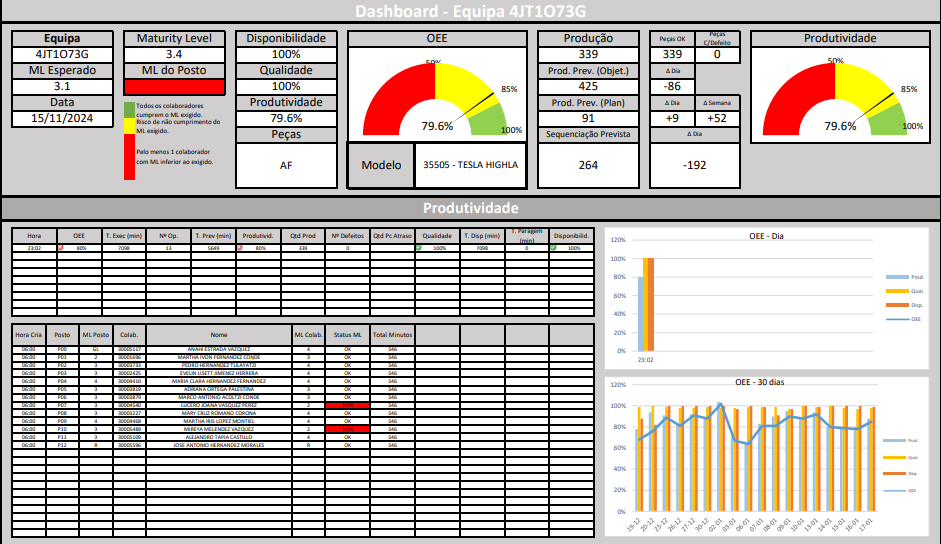 Dashboard - Equipa 4JT1O73G
Equipa
4JT1O73G
ML Esperado
3.1
Data
15/11/2024
Maturity Level
3.4
ML do Posto
Todos os colaboradores
cumprem o ML exigido.
Risco de não cumprimento do
ML exigido.
Pelo menos 1 colaborador
com ML inferior ao exigido.
Disponibilidade
100%
Qualidade
100%
Produtividade
79.6%
Peças
AF
OEE
50%
85%
100%
79.6%
Modelo
35505 - TESLA HIGHLA
Produção
339
Prod. Prev. (Objet.)
425
Prod. Prev. (Plan)
91
Sequenciação Prevista
264
Peças OK
339
Peças
C/Defeito
0
Δ Dia
-86
Δ Dia
+9
Δ Semana
+52
Δ Dia
-192
Produtividade
50%
85%
100%
79.6%
Produtividade
Hora OEE T. Exec (min) Nº Op. T. Prev (min) Produtivid. Qtd Prod Nº Defeitos Qtd Pc Atraso Qualidade T. Disp (min) T. Paragem (min) Disponibilid.
23:02 80% 7098 13 5649 80% 339 0 100% 7098 0 100%
Hora Cria Posto ML Posto Colab. Nome ML Colab. Status ML Total Minutos
06:00 P00 GL 30005117 ANAHI ESTRADA VAZQUEZ 4 OK 546
06:00 P01 2 30001696 MARTHA IVON FERNANDEZ CONDE 3 OK 546
06:00 P02 3 30003733 PEDRO HERNANDEZ TULAYATZI 3 OK 546
06:00 P03 3 30002425 EVELIN LISETT JIMENEZ HERRERA 4 OK 546
06:00 P04 4 30004410 MARIA CLARA HERNANDEZ FERNANDEZ 4 OK 546
06:00 P05 3 30003819 ADRIANA ORTEGA PALESTINA 3 OK 546
06:00 P06 3 30003879 MARCO ANTONIO ACOLTZI CONDE 3 OK 546
06:00 P07 3 30004540 LUCERO JOANA VASQUEZ PEREZ 2 546
06:00 P08 3 30003227 MARY CRUZ ROMANO CORONA 4 OK 546
06:00 P09 4 30004468 MARTHA IRIS LOPEZ MONTIEL 4 OK 546
06:00 P10 3 30005489 MIREYA MELENDEZ VAZQUEZ 2 546
06:00 P11 3 30005109 ALEJANDRO TAPIA CASTILLO 4 OK 546
06:00 P12 R 30005596 JOSE ANTONIO HERNANDEZ MORALES R OK 546
OEE - Dia
120%
100%
80%
60%
40%
20%
0%
23:02
Prod.
Qual.
Disp.
OEE
OEE - 30 dias
120%
100%
80%
60%
40%
20%
0%
19-12 20-12 23-12 26-12 27-12 30-12 02-01 03-01 06-01 07-01 08-01 09-01 10-01 13-01 14-01 15-01 16-01 17-01
Prod.
Qual.
Disp.
OEE